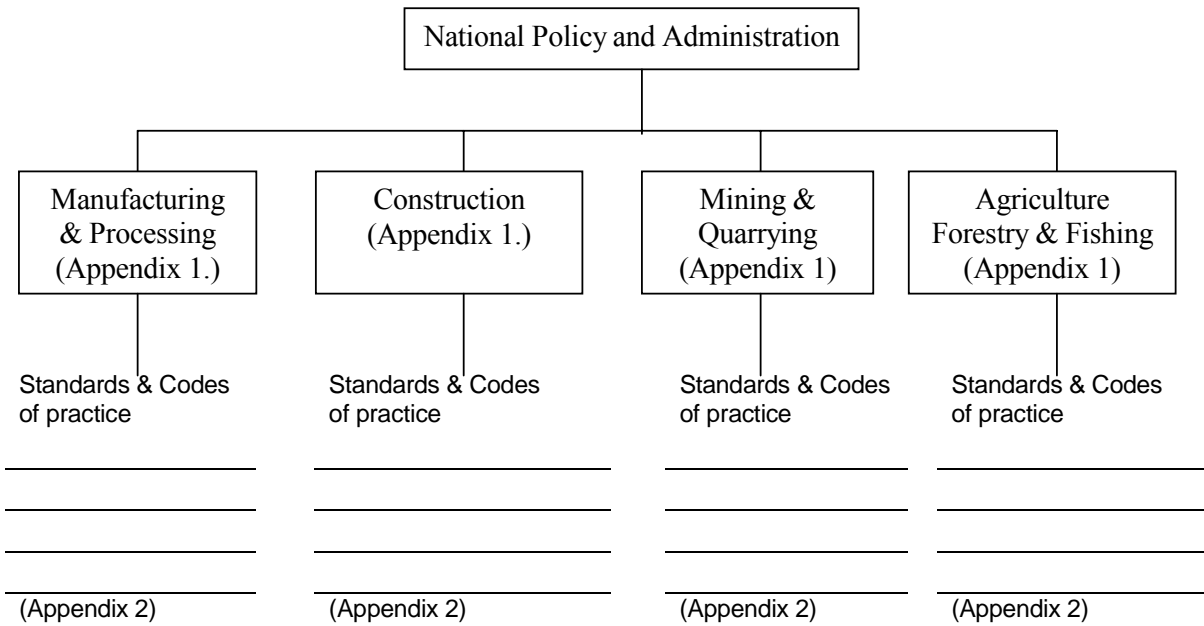 National Policy and Administration
Manufacturing
& Processing
(Appendix 1.)
Construction
(Appendix 1.)
Mining &
Quarrying
(Appendix 1)
Agriculture
Forestry & Fishing
(Appendix 1)
Standards & Codes
of practice
Standards & Codes
of practice
Standards & Codes
of practice
Standards & Codes
of practice
(Appendix 2)
(Appendix 2)
(Appendix 2)
(Appendix 2)